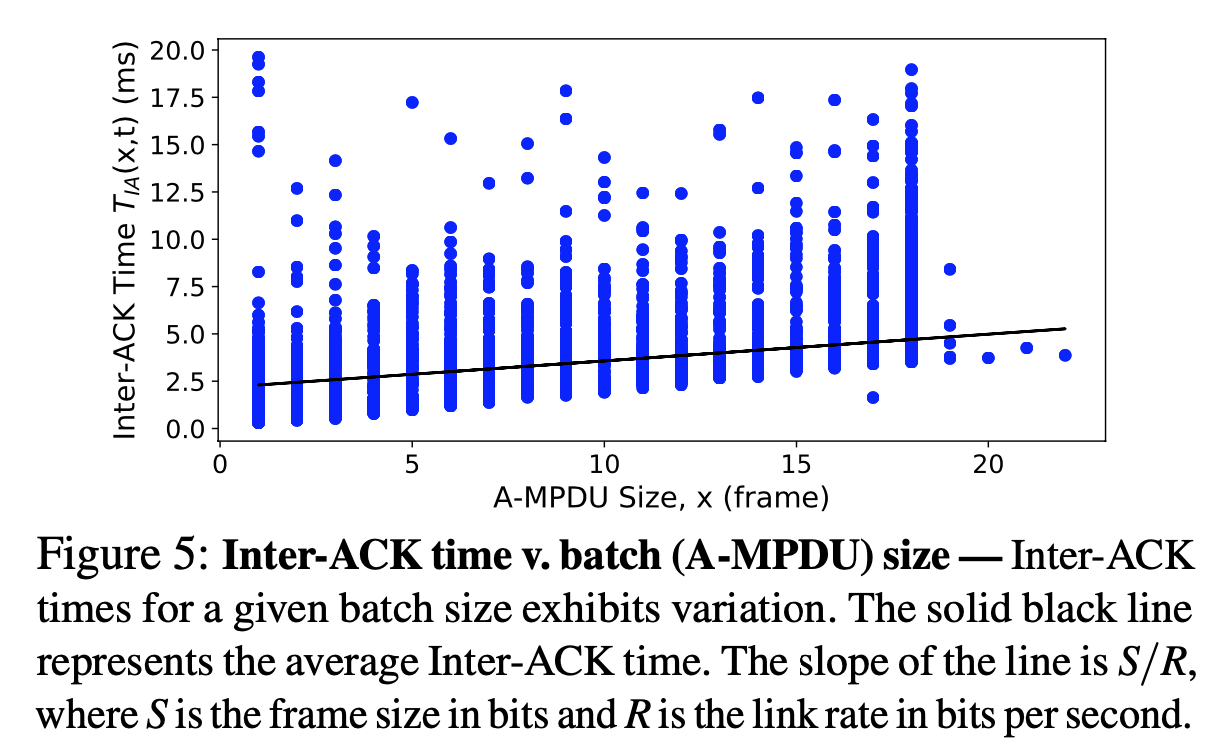 20.0
17.5
15.0
12.5
10.0
7.5
5.0
2.5
0.0
Inter-ACK Time T_{IA}(x,t) (ms)
0 5 10 15 20
A-MPDU Size, x (frame)
Figure 5: Inter-ACK time v. batch (A-MPDU) size — Inter-ACK
times for a given batch size exhibits variation. The solid black line
represents the average Inter-ACK time. The slope of the line is S/R,
where S is the frame size in bits and R is the link rate in bits per second.